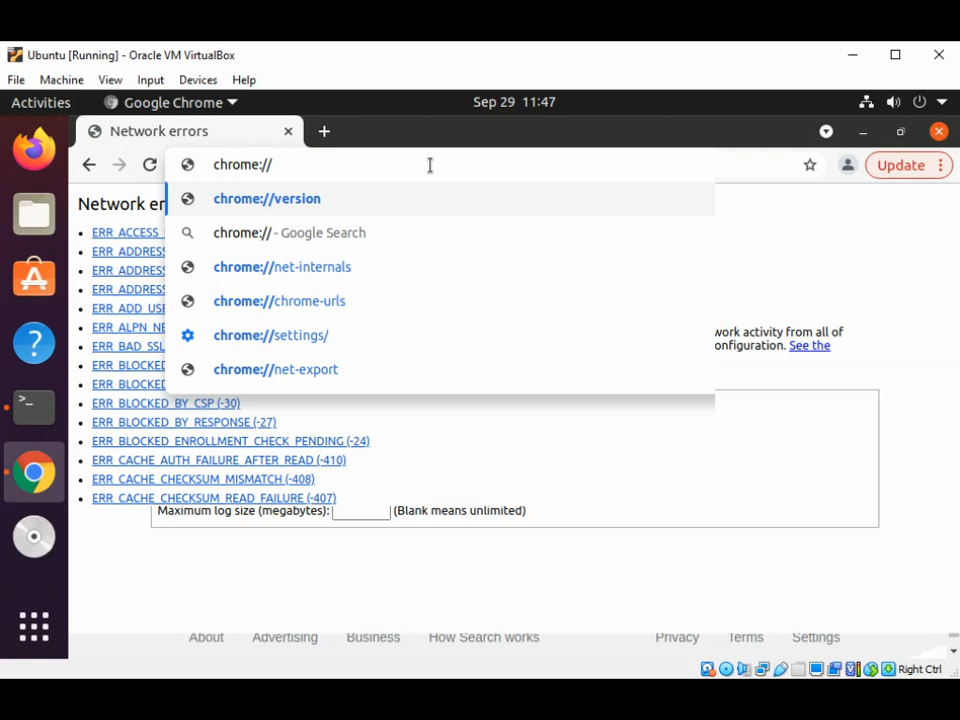 Ubuntu [Running] - Oracle VM VirtualBox
File Machine View Input Devices Help
Activities Google Chrome Sep 29 11:47
Network errors
chrome:// Update
chrome://version
chrome:// - Google Search
chrome://net-internals
chrome://chrome-urls
chrome://settings/
chrome://net-export
Network er
ERR_ACCESS_
ERR_ADDRESS
ERR_ADDRESS
ERR_ADDRESS
ERR_ADD_USE
ERR_ALPN_NE
work activity from all of
ERR_BAD_SSL
onfiguration. See the
ERR_BLOCKED
ERR_BLOCKED
ERR_BLOCKED_BY_CSP (-30)
ERR_BLOCKED_BY_RESPONSE (-27)
ERR_BLOCKED_ENROLLMENT_CHECK_PENDING (-24)
ERR_CACHE_AUTH_FAILURE_AFTER_READ (-410)
ERR_CACHE_CHECKSUM_MISMATCH (-408)
ERR_CACHE_CHECKSUM_READ_FAILURE (-407)
Maximum log size (megabytes): (Blank means unlimited)
About Advertising Business How Search works Privacy Terms Settings
Right Ctrl